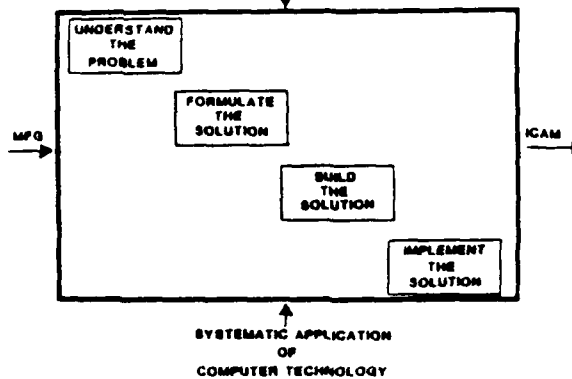 UNDERSTAND
THE
PROBLEM
FORMULATE
THE
SOLUTION
MFG
ICAM
BUILD
THE
SOLUTION
IMPLEMENT
THE
SOLUTION
SYSTEMATIC APPLICATION
OF
COMPUTER TECHNOLOGY